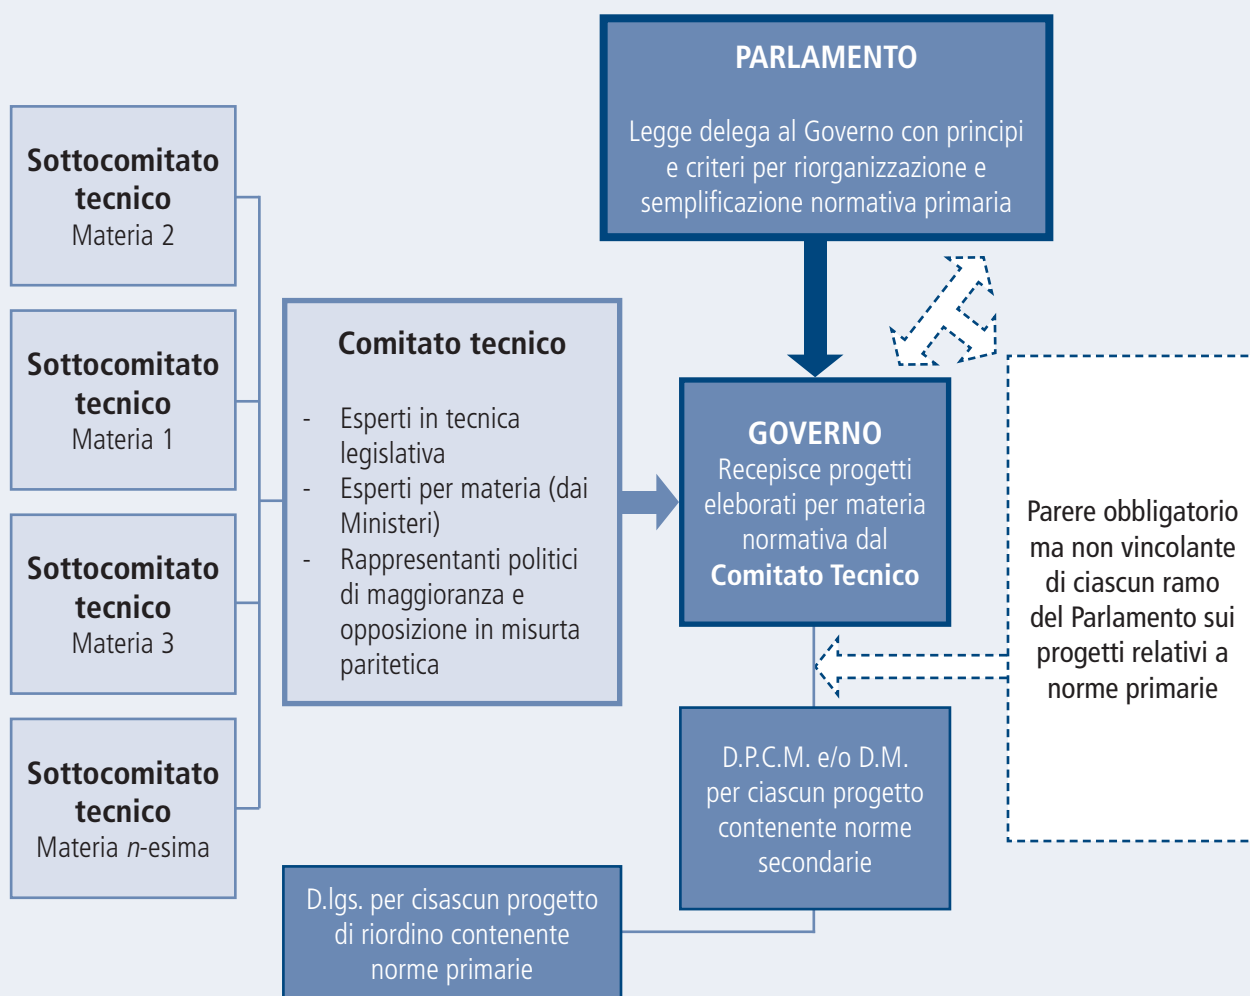 PARLAMENTO
Legge delega al Governo con principi
e criteri per riorganizzazione e
semplificazione normativa primaria
Sottocomitato
tecnico
Materia 2
Sottocomitato
tecnico
Materia 1
Sottocomitato
tecnico
Materia 3
Sottocomitato
tecnico
Materia n-esima
Comitato tecnico
- Esperti in tecnica
legislativa
- Esperti per materia (dai
Ministeri)
- Rappresentanti politici
di maggioranza e
opposizione in misurta
paritetica
GOVERNO
Recepisce progetti
eleborati per materia
normativa dal
Comitato Tecnico
Parere obbligatorio
ma non vincolante
di ciascun ramo
del Parlamento sui
progetti relativi a
norme primarie
D.P.C.M. e/o D.M.
per ciascun progetto
contenente norme
secondarie
D.lgs. per cisascun progetto
di riordino contenente
norme primarie